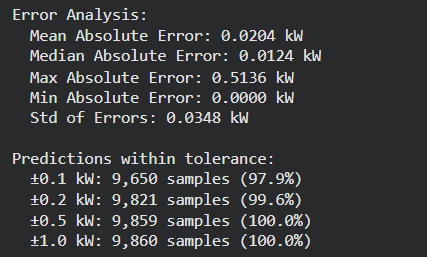 Error Analysis:
Mean Absolute Error: 0.0204 kW
Median Absolute Error: 0.0124 kW
Max Absolute Error: 0.5136 kW
Min Absolute Error: 0.0000 kW
Std of Errors: 0.0348 kW
Predictions within tolerance:
±0.1 kW: 9,650 samples (97.9%)
±0.2 kW: 9,821 samples (99.6%)
±0.5 kW: 9,859 samples (100.0%)
±1.0 kW: 9,860 samples (100.0%)